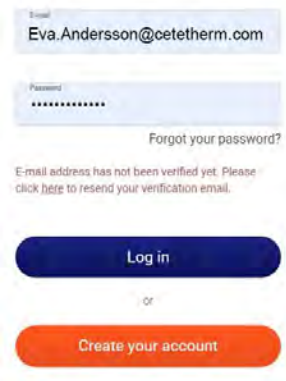 E-mail
Eva.Andersson@cetetherm.com
Password
•••••••••••••
Forgot your password?
E-mail address has not been verified yet. Please
click here to resend your verification email.
Log in
or
Create your account